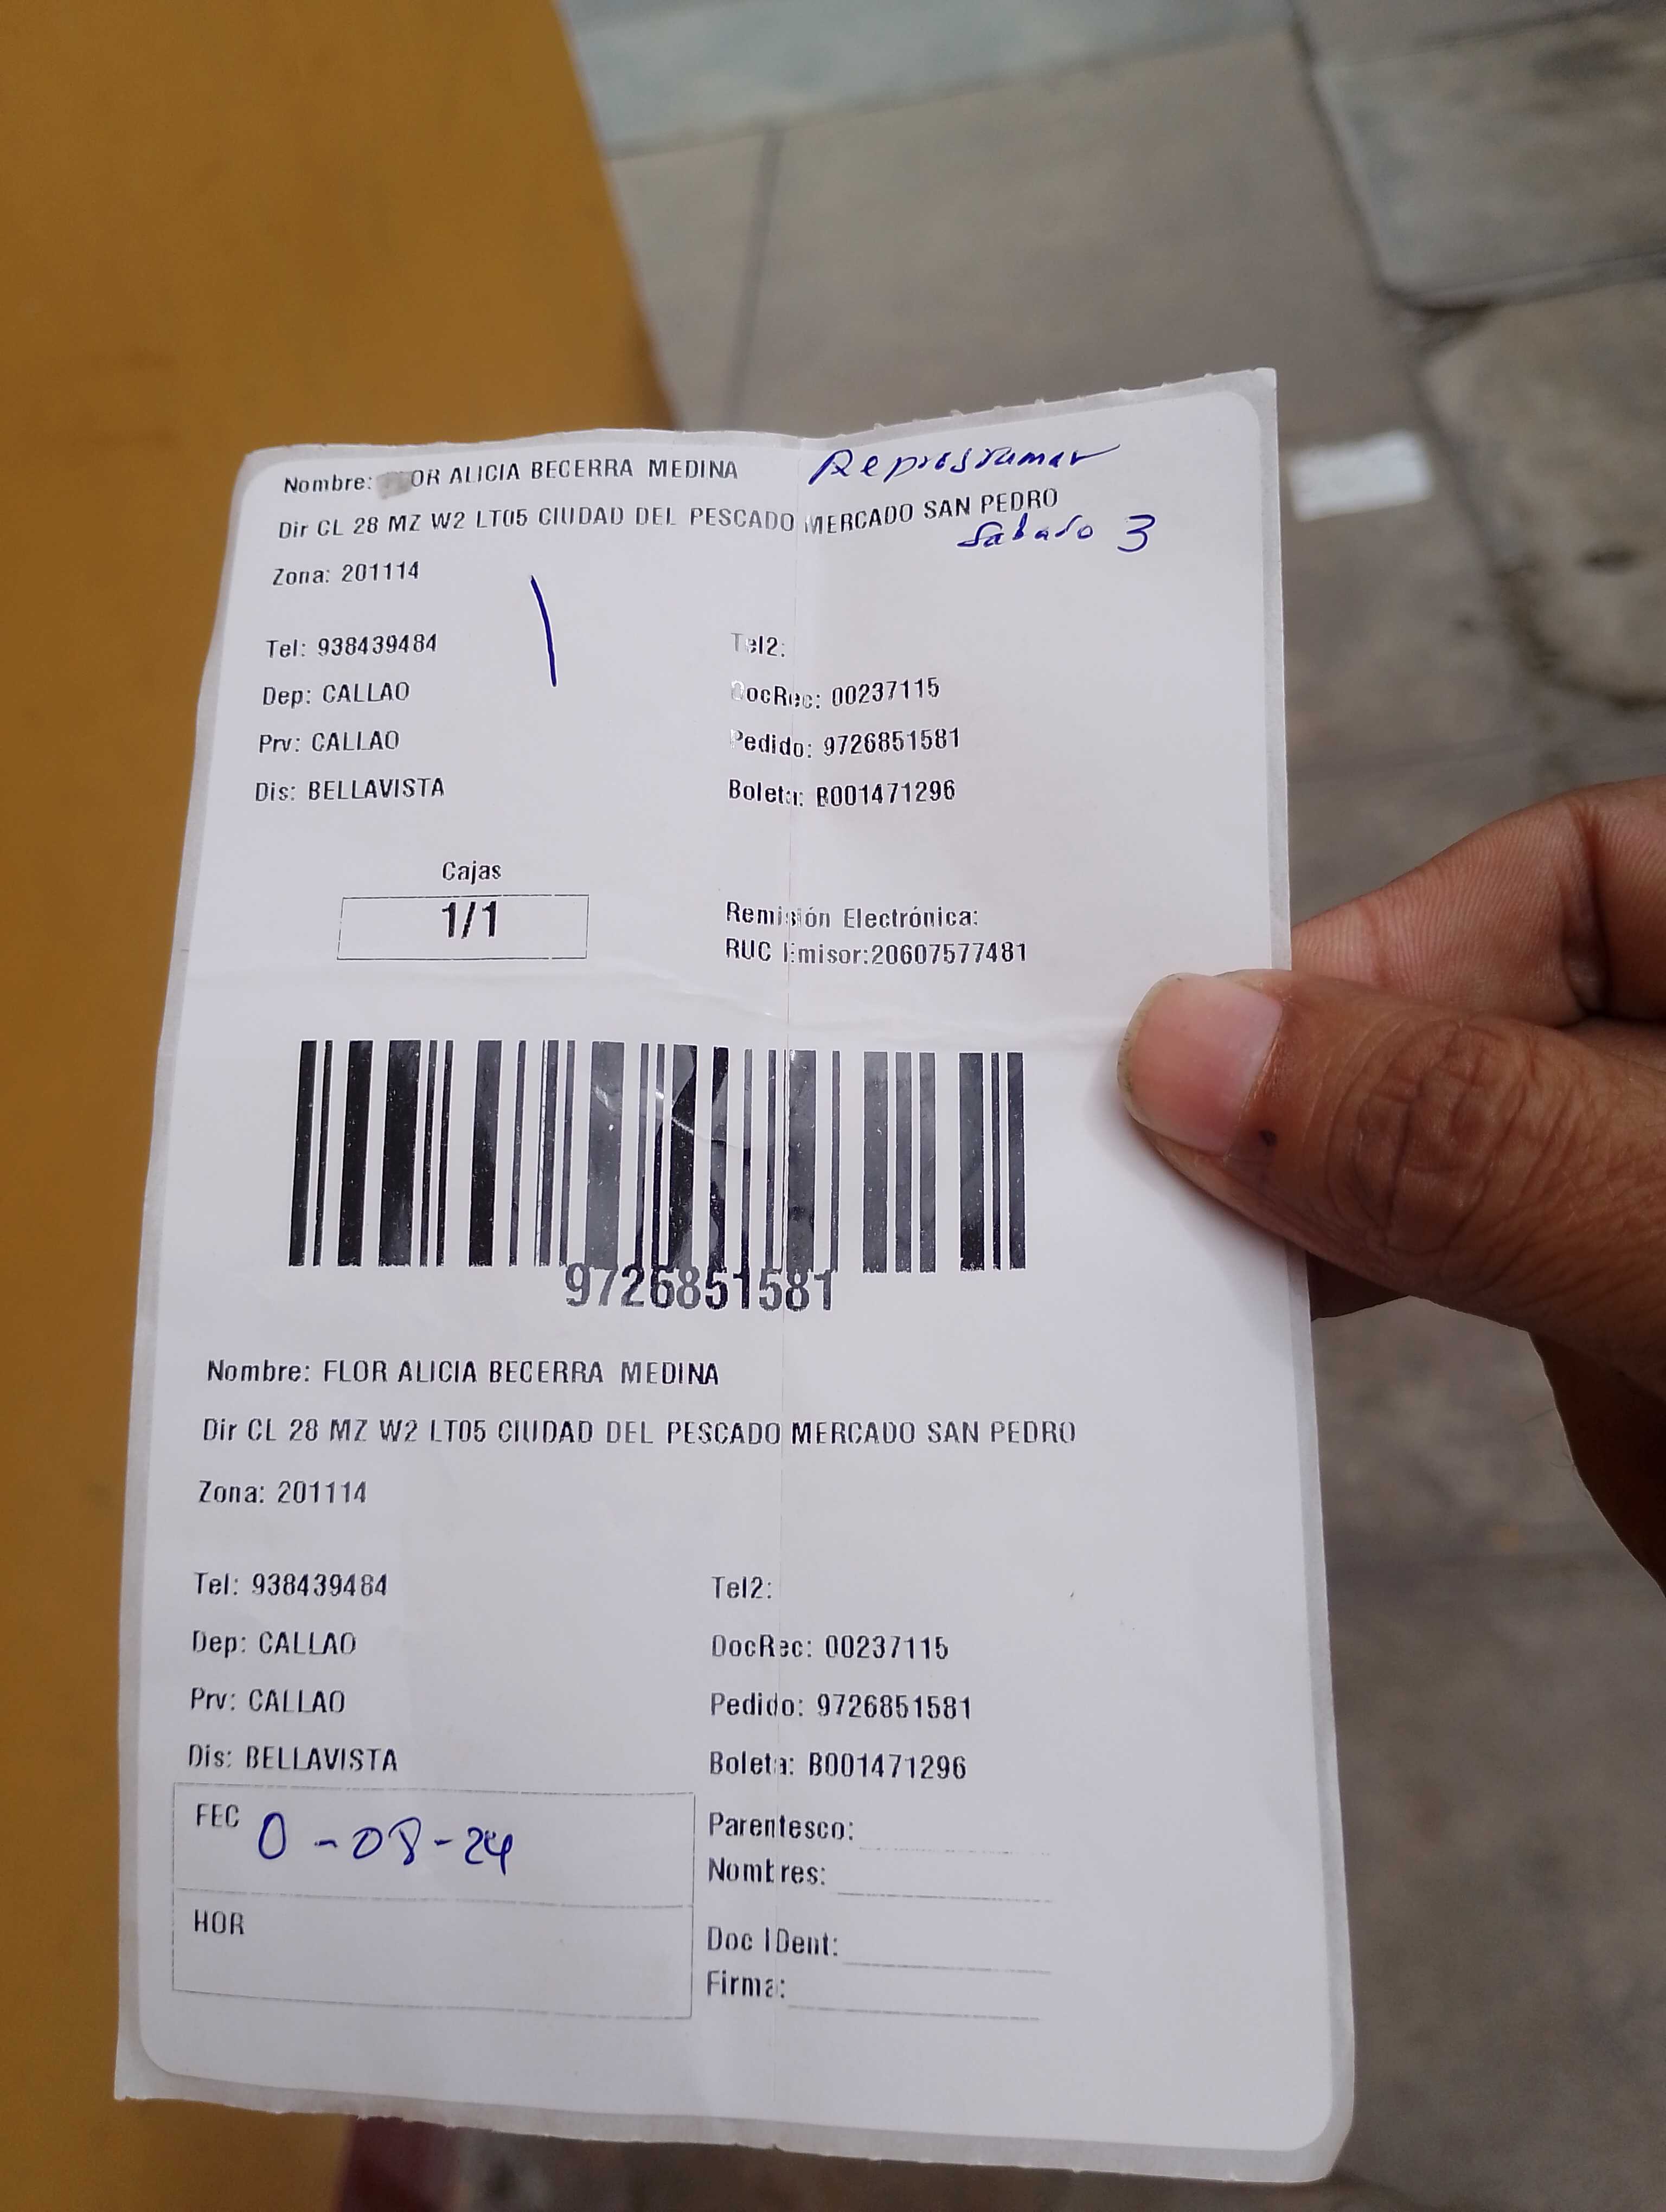 Nombre: FLOR ALICIA BECERRA MEDINA
Reprogramar
Dir CL 28 MZ W2 LT05 CIUDAD DEL PESCADO MERCADO SAN PEDRO
Sabado 3
Zona: 201114
Tel: 938439484 Tel2:
Dep: CALLAO DocRec: 00237115
Prv: CALLAO Pedido: 9726851581
Dis: BELLAVISTA Boleta: B001471296
Cajas
1/1
Remisión Electrónica:
RUC Emisor:20607577481
9726851581
Nombre: FLOR ALICIA BECERRA MEDINA
Dir CL 28 MZ W2 LT05 CIUDAD DEL PESCADO MERCADO SAN PEDRO
Zona: 201114
Tel: 938439484 Tel2:
Dep: CALLAO DocRec: 00237115
Prv: CALLAO Pedido: 9726851581
Dis: BELLAVISTA Boleta: B001471296
FEC 0 -08-24
HOR
Parentesco:
Nombres:
Doc IDent:
Firma: